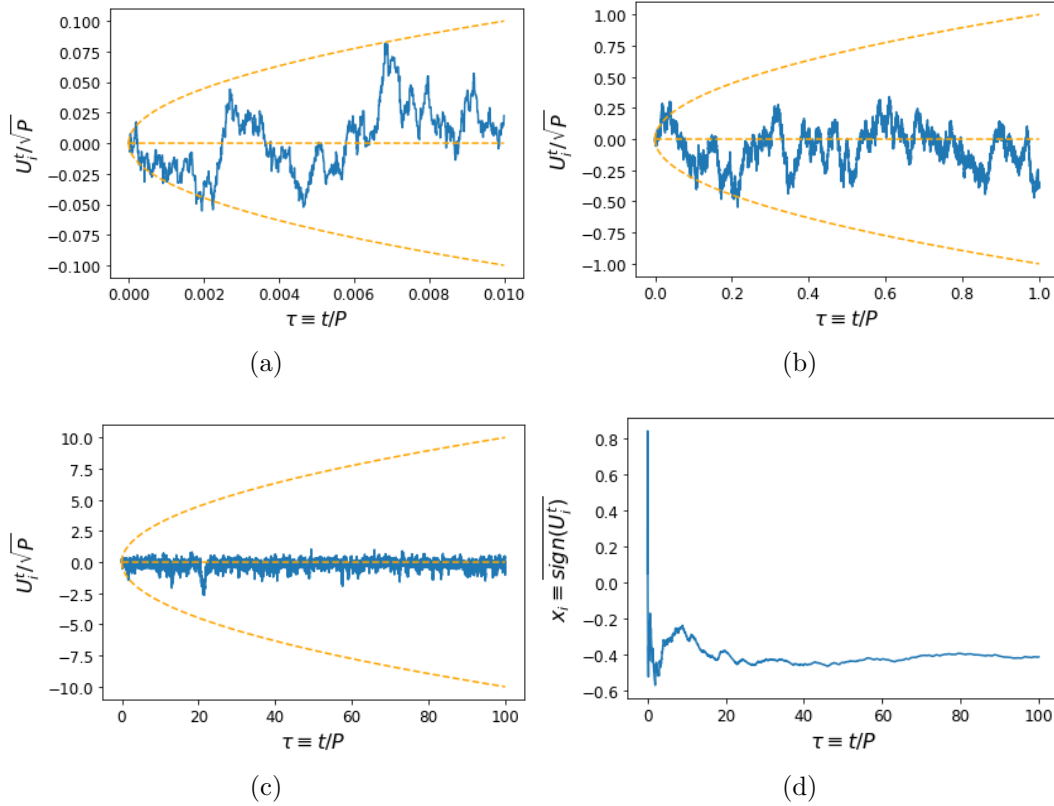 0.100
0.075
0.050
0.025
0.000
−0.025
−0.050
−0.075
−0.100
U_i^t/√P
0.000 0.002 0.004 0.006 0.008 0.010
τ ≡ t/P
(a)
1.00
0.75
0.50
0.25
0.00
−0.25
−0.50
−0.75
−1.00
U_i^t/√P
0.0 0.2 0.4 0.6 0.8 1.0
τ ≡ t/P
(b)
10.0
7.5
5.0
2.5
0.0
−2.5
−5.0
−7.5
−10.0
U_i^t/√P
0 20 40 60 80 100
τ ≡ t/P
(c)
0.8
0.6
0.4
0.2
0.0
−0.2
−0.4
−0.6
x_i ≡ \overline{sign(U_i^t)}
0 20 40 60 80 100
τ ≡ t/P
(d)